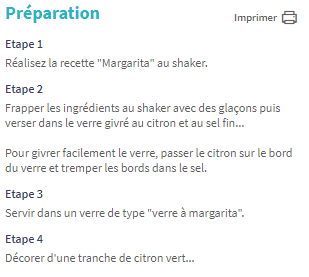 Préparation
Imprimer
Etape 1
Réalisez la recette "Margarita" au shaker.
Etape 2
Frapper les ingrédients au shaker avec des glaçons puis
verser dans le verre givré au citron et au sel fin...
Pour givrer facilement le verre, passer le citron sur le bord
du verre et tremper les bords dans le sel.
Etape 3
Servir dans un verre de type "verre à margarita".
Etape 4
Décorer d'une tranche de citron vert...